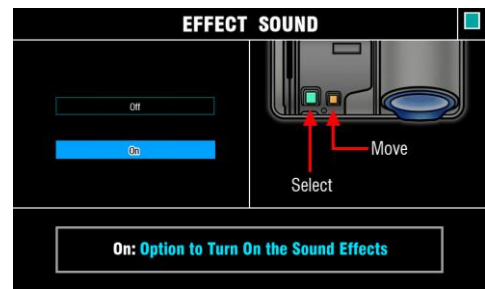 EFFECT SOUND
Off
On
Move
Select
On: Option to Turn On the Sound Effects